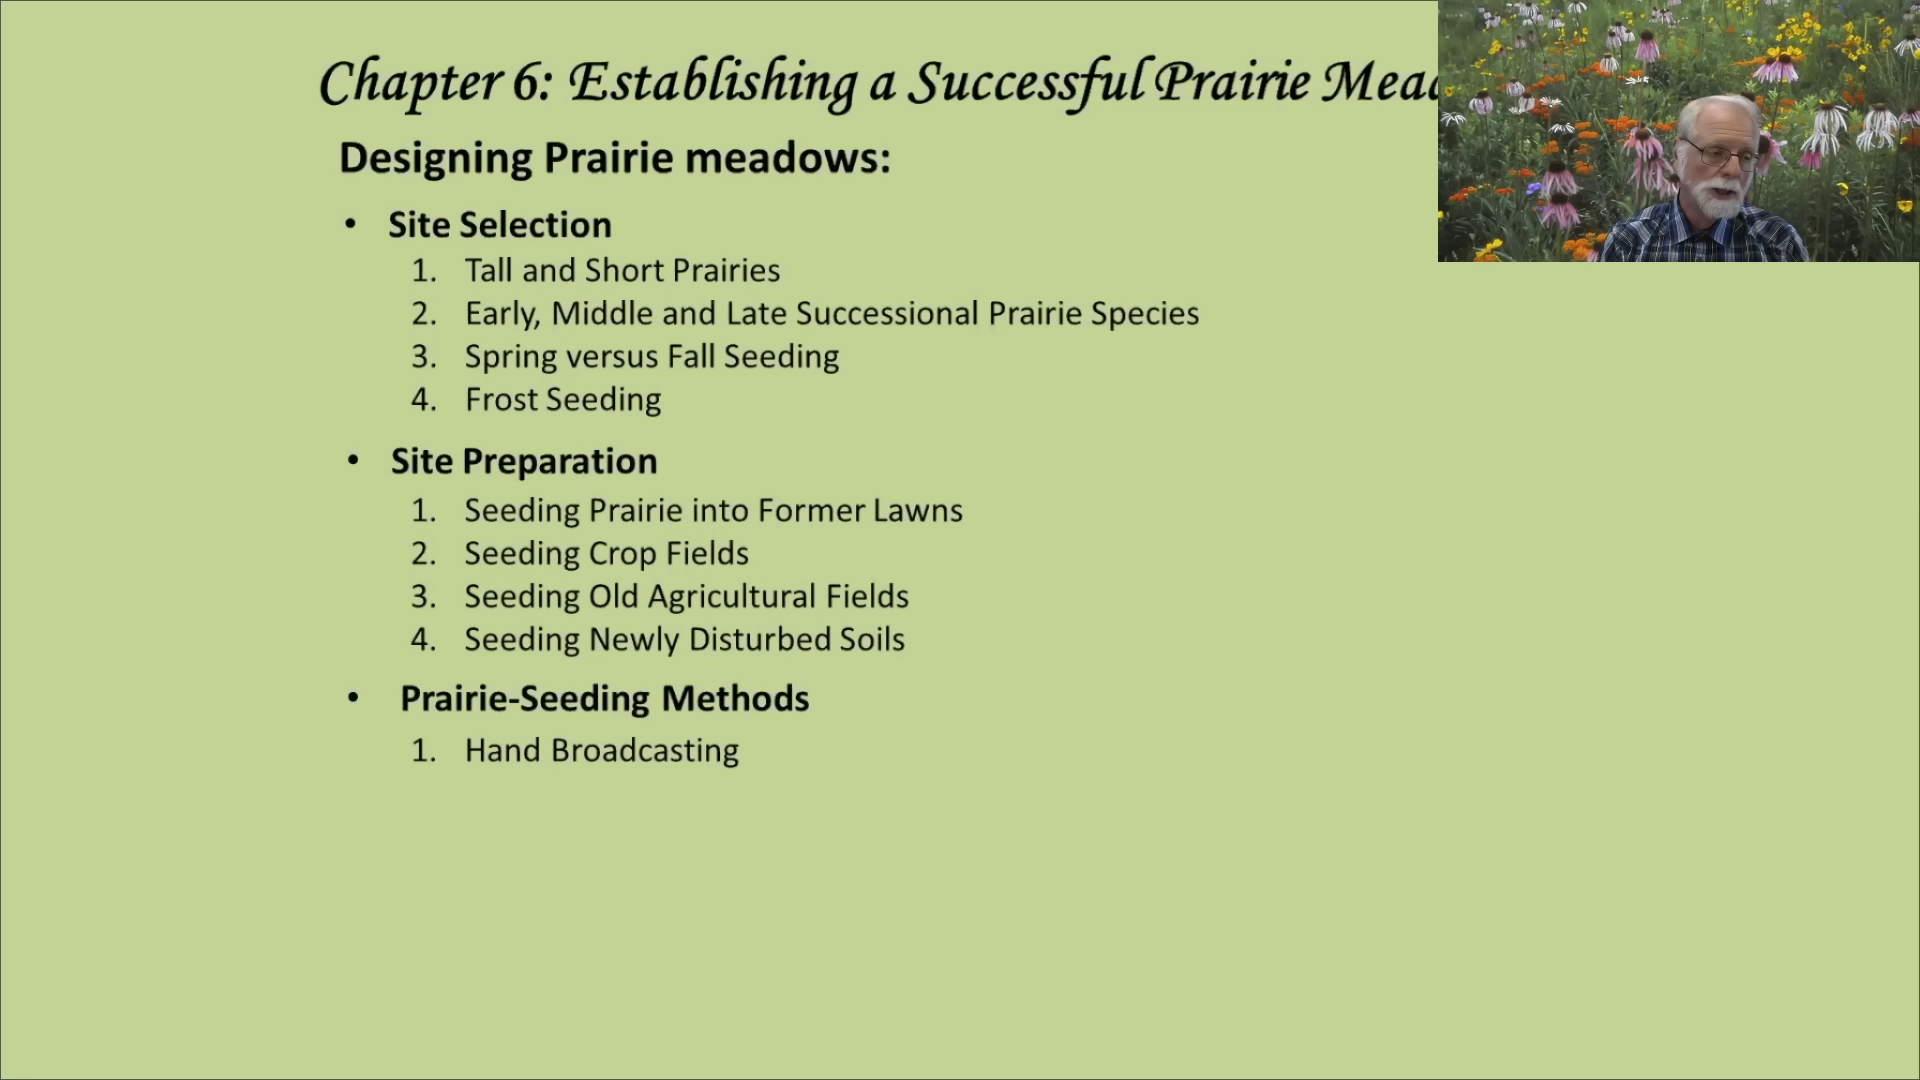 Chapter 6: Establishing a Successful Prairie
Designing Prairie meadows:
• Site Selection
1. Tall and Short Prairies
2. Early, Middle and Late Successional Prairie Species
3. Spring versus Fall Seeding
4. Frost Seeding
• Site Preparation
1. Seeding Prairie into Former Lawns
2. Seeding Crop Fields
3. Seeding Old Agricultural Fields
4. Seeding Newly Disturbed Soils
• Prairie-Seeding Methods
1. Hand Broadcasting